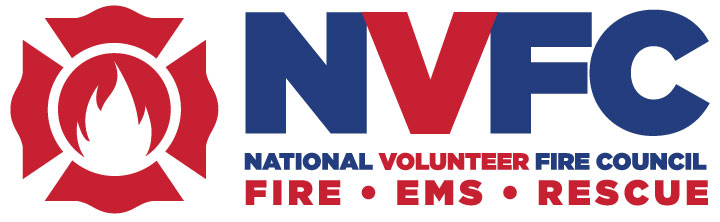 NVFC
NATIONAL VOLUNTEER FIRE COUNCIL
FIRE • EMS • RESCUE